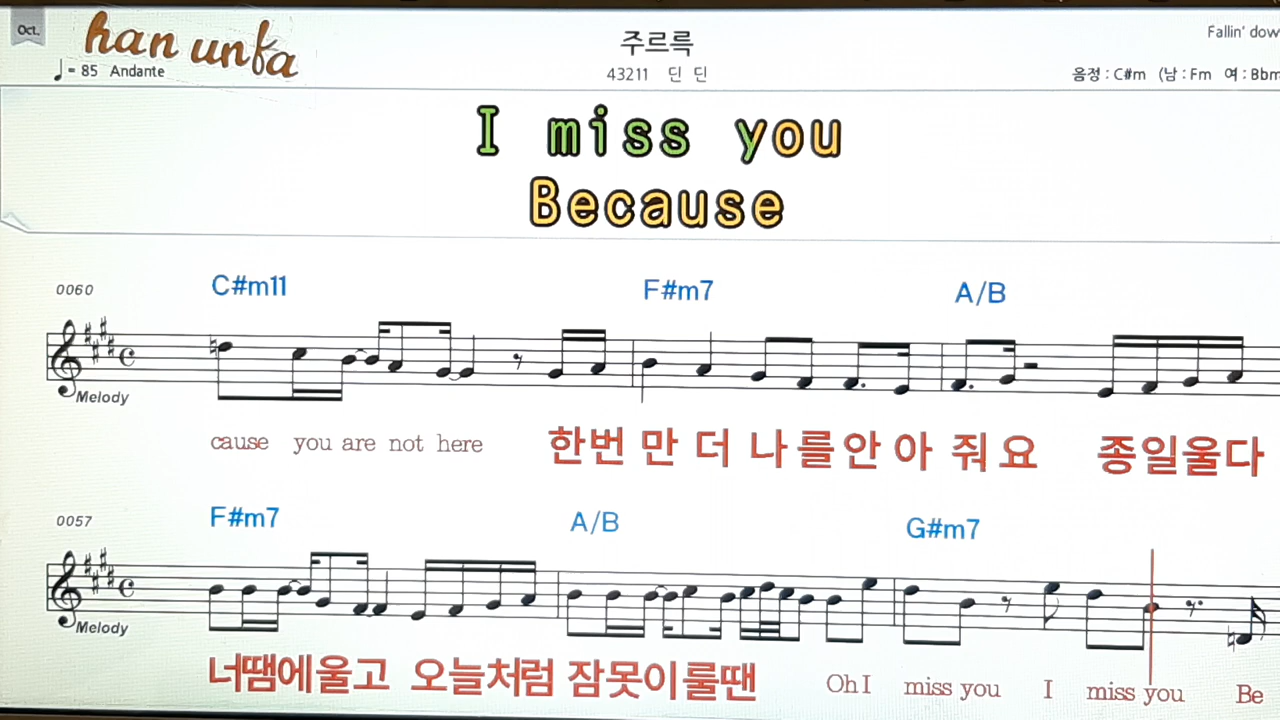 Oct.
han unfa
Fallin' dow
주르륵
= 85 Andante
43211 딘 딘
음정 : C#m (남 : Fm 여 : Bbm
I miss you
Because
C#m11 F#m7 A/B
0060
Melody
cause you are not here 한번 만 더 나를안 아 줘요 종일울다
F#m7 A/B G#m7
0057
Melody
너땜에울고 오늘처럼 잠못이룰땐 Oh I miss you I miss you Be